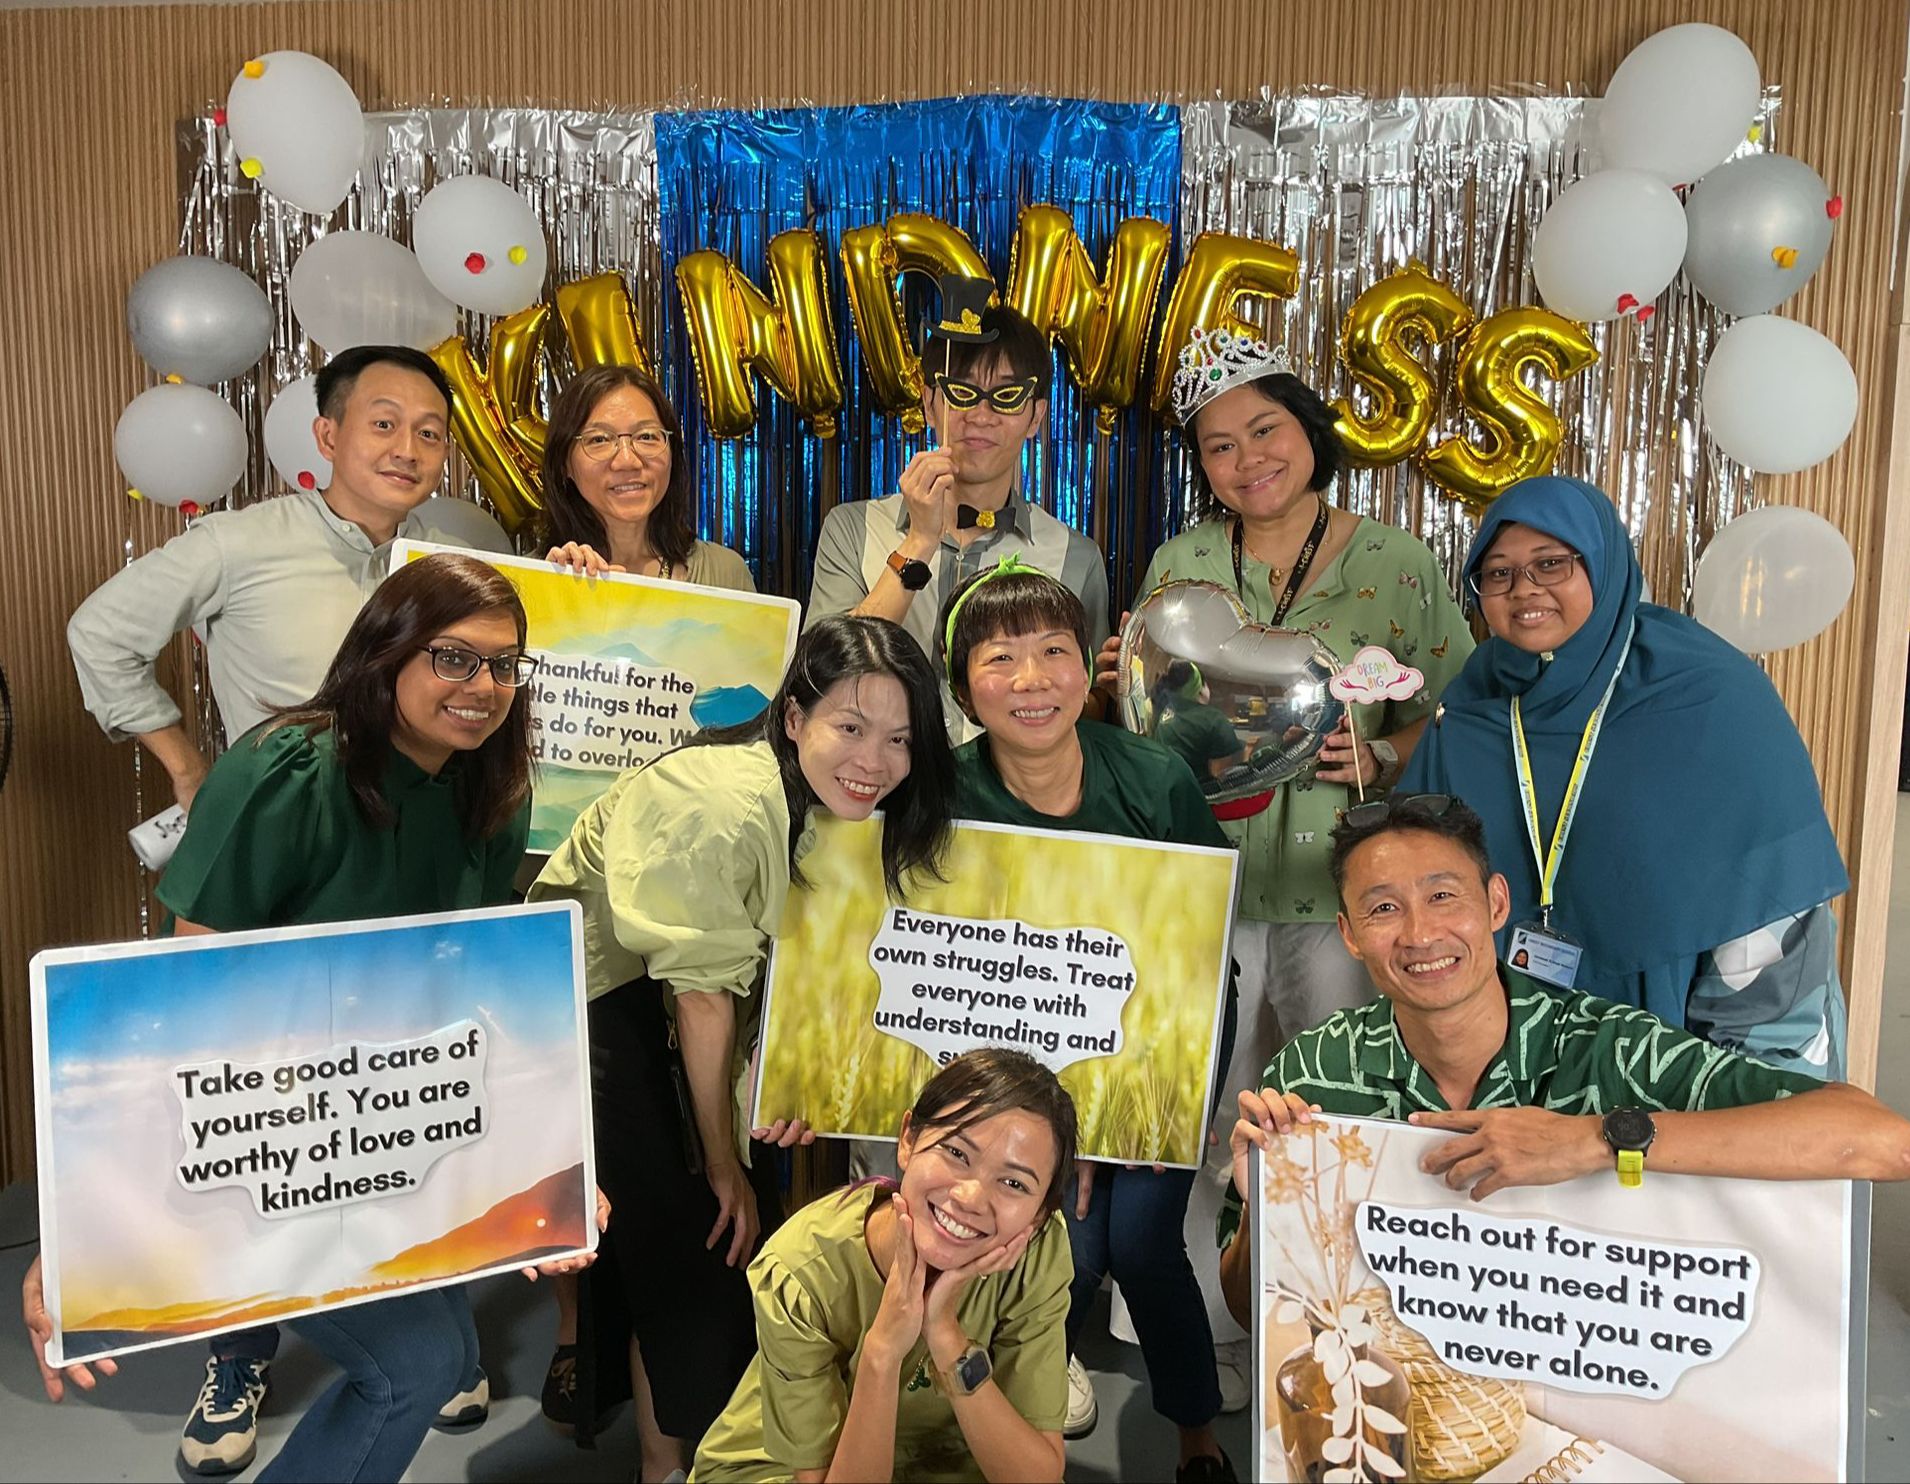 KINDNESS
DREAM
BIG
thankful for the
things that
do for you. W
to overlo
Everyone has their
own struggles. Treat
everyone with
understanding and
Take good care of
yourself. You are
worthy of love and
kindness.
Reach out for support
when you need it and
know that you are
never alone.